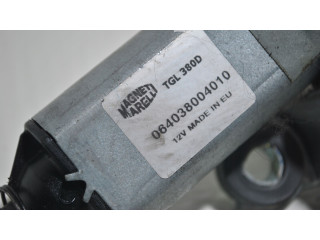 MAGNETI
MARELLI
TGL 380D
064038004010
12V MADE IN EU